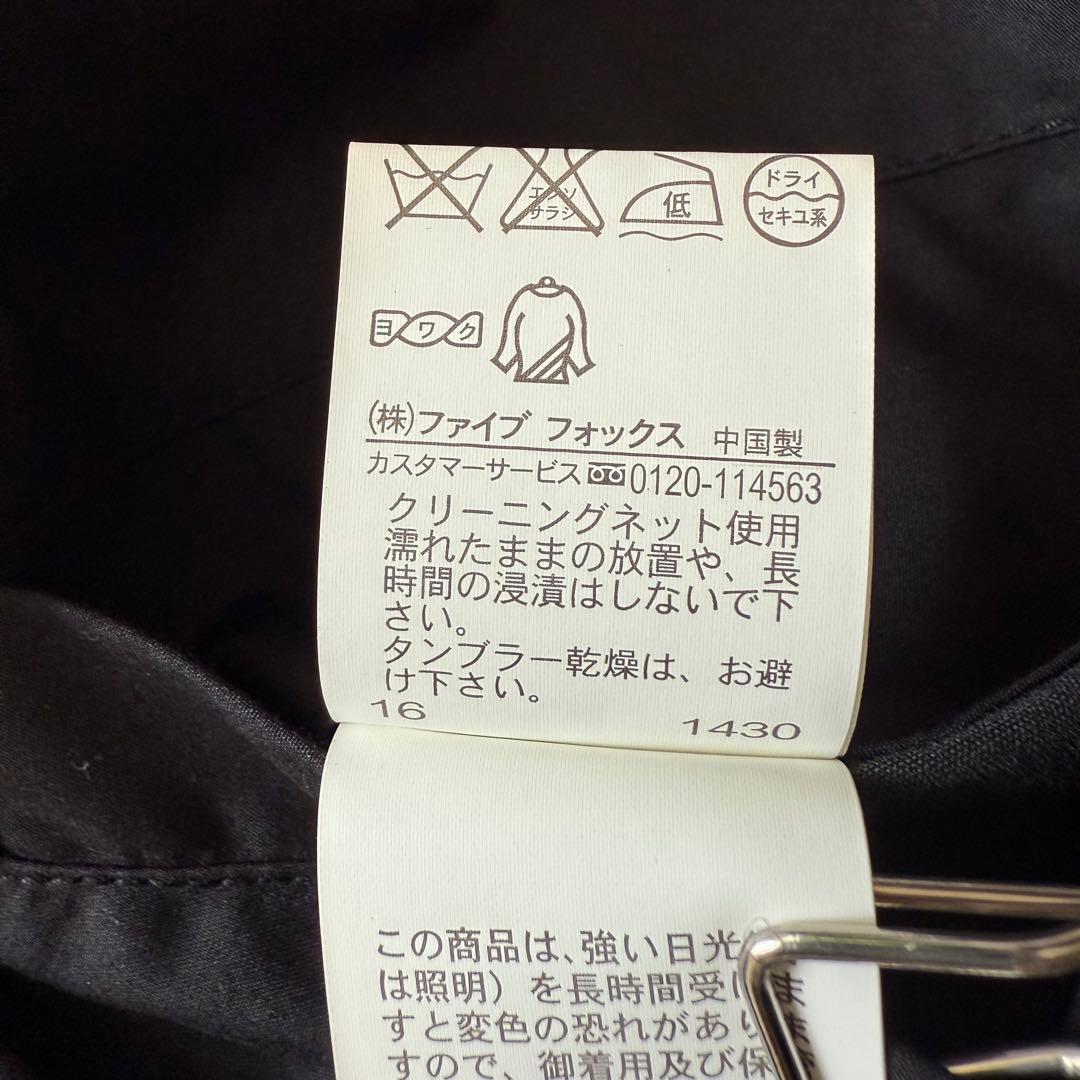 エンソ
サラシ
低
ドライ
セキユ系
ヨワク
(株)ファイブ フォックス 中国製
カスタマーサービス 0120-114563
クリーニングネット使用
濡れたままの放置や、長
時間の浸漬はしないで下
さい。
タンブラー乾燥は、お避
け下さい。
16 1430
この商品は、強い日光
は照明）を長時間受けま
すと変色の恐れがあり
すので、御着用及び保